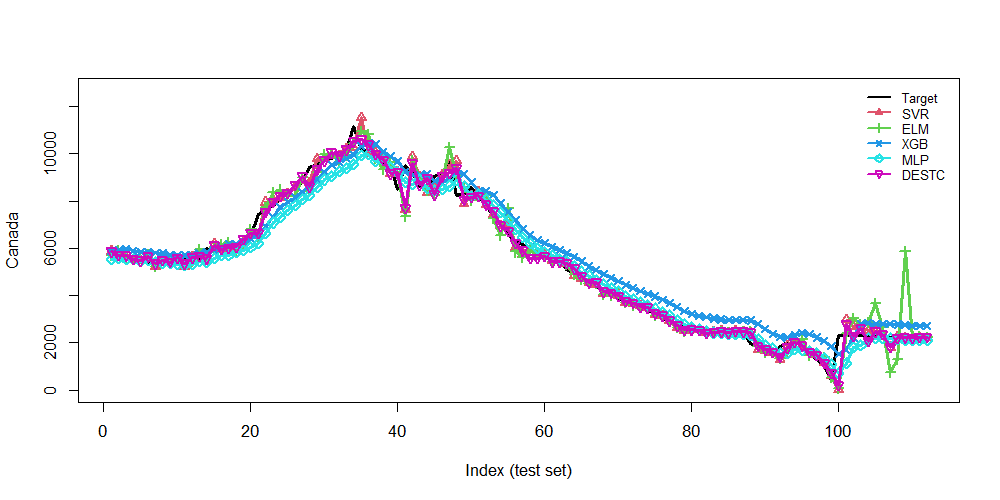 Canada
10000
6000
2000
0
0
20
40
60
80
100
Index (test set)
Target
SVR
ELM
XGB
MLP
DESTC